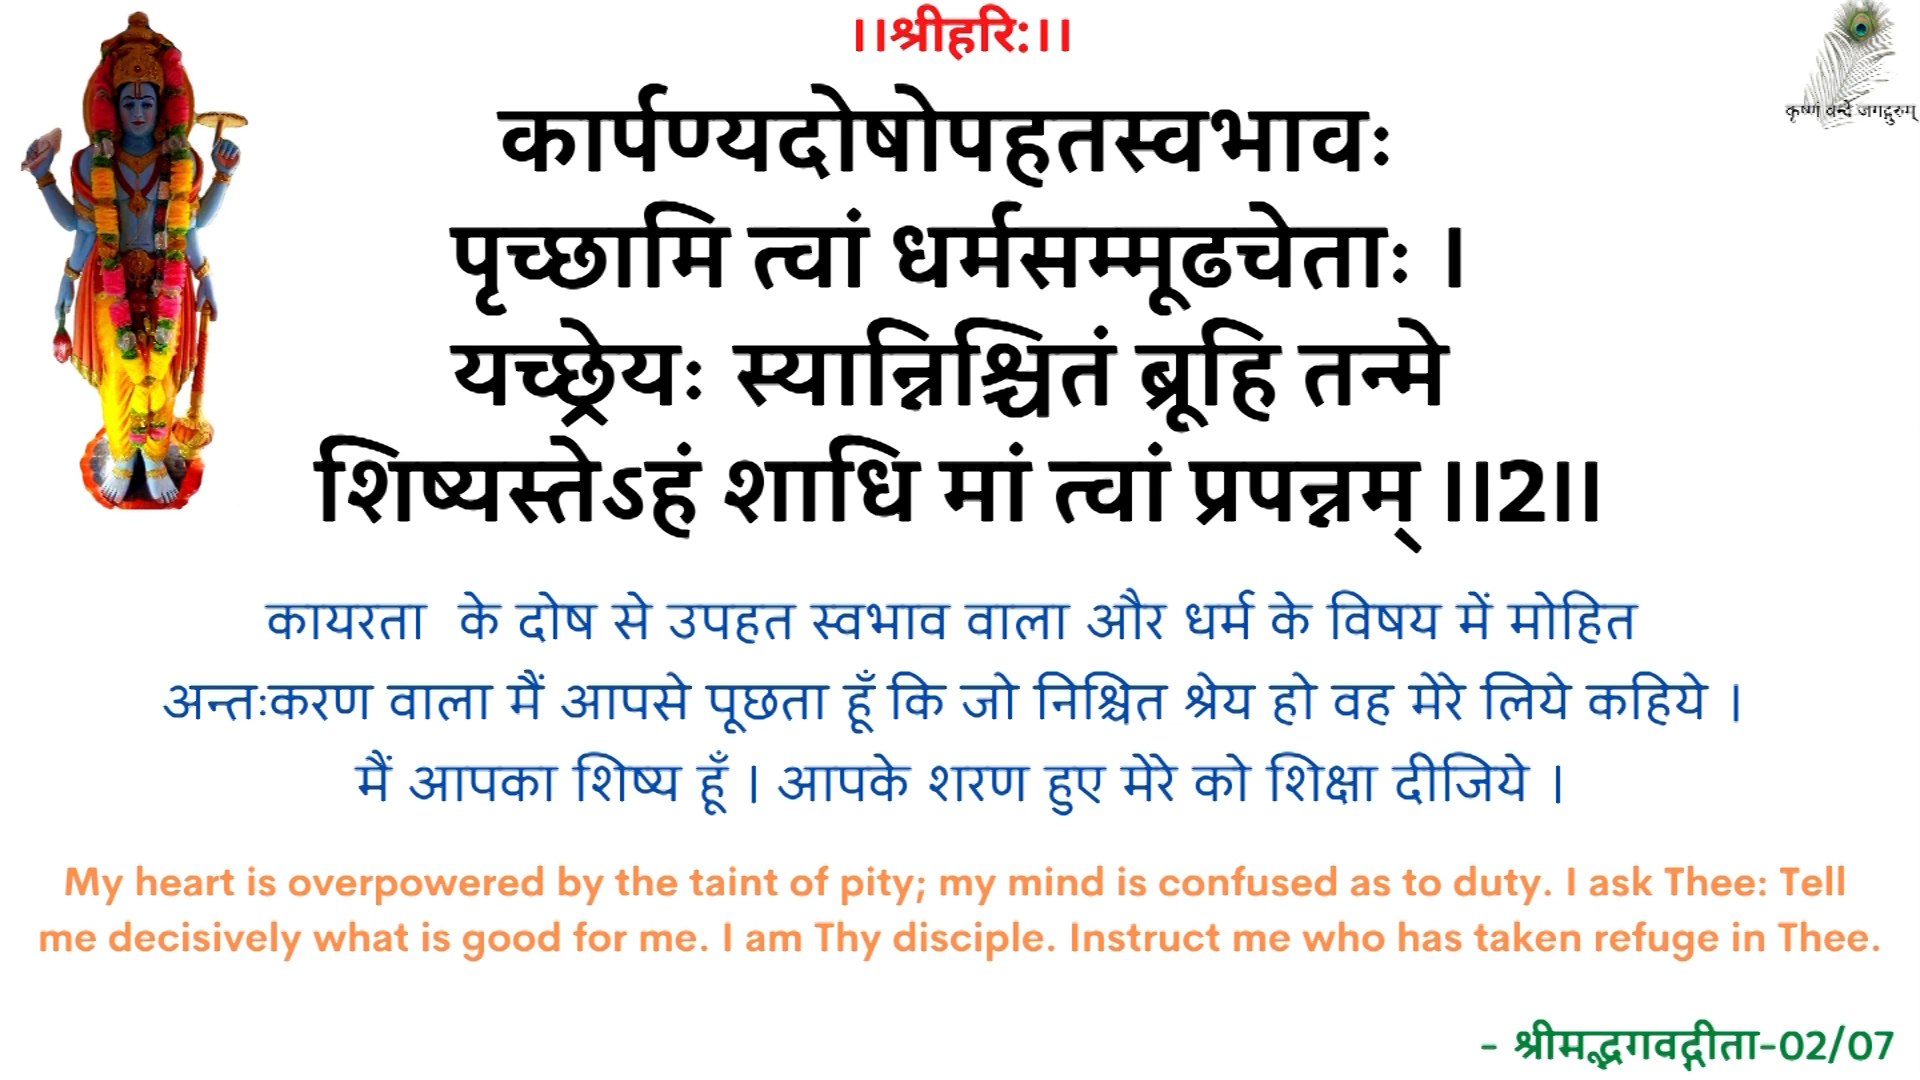 ।।श्रीहरि:।।
कृष्णं वन्दे जगद्गुरुम्
कार्पण्यदोषोपहतस्वभावः
पृच्छामि त्वां धर्मसम्मूढचेताः ।
यच्छ्रेयः स्यान्निश्चितं ब्रूहि तन्मे
शिष्यस्तेऽहं शाधि मां त्वां प्रपन्नम् ।।2।।
कायरता के दोष से उपहत स्वभाव वाला और धर्म के विषय में मोहित
अन्तःकरण वाला मैं आपसे पूछता हूँ कि जो निश्चित श्रेय हो वह मेरे लिये कहिये ।
मैं आपका शिष्य हूँ । आपके शरण हुए मेरे को शिक्षा दीजिये ।
My heart is overpowered by the taint of pity; my mind is confused as to duty. I ask Thee: Tell
me decisively what is good for me. I am Thy disciple. Instruct me who has taken refuge in Thee.
- श्रीमद्भगवद्गीता-02/07